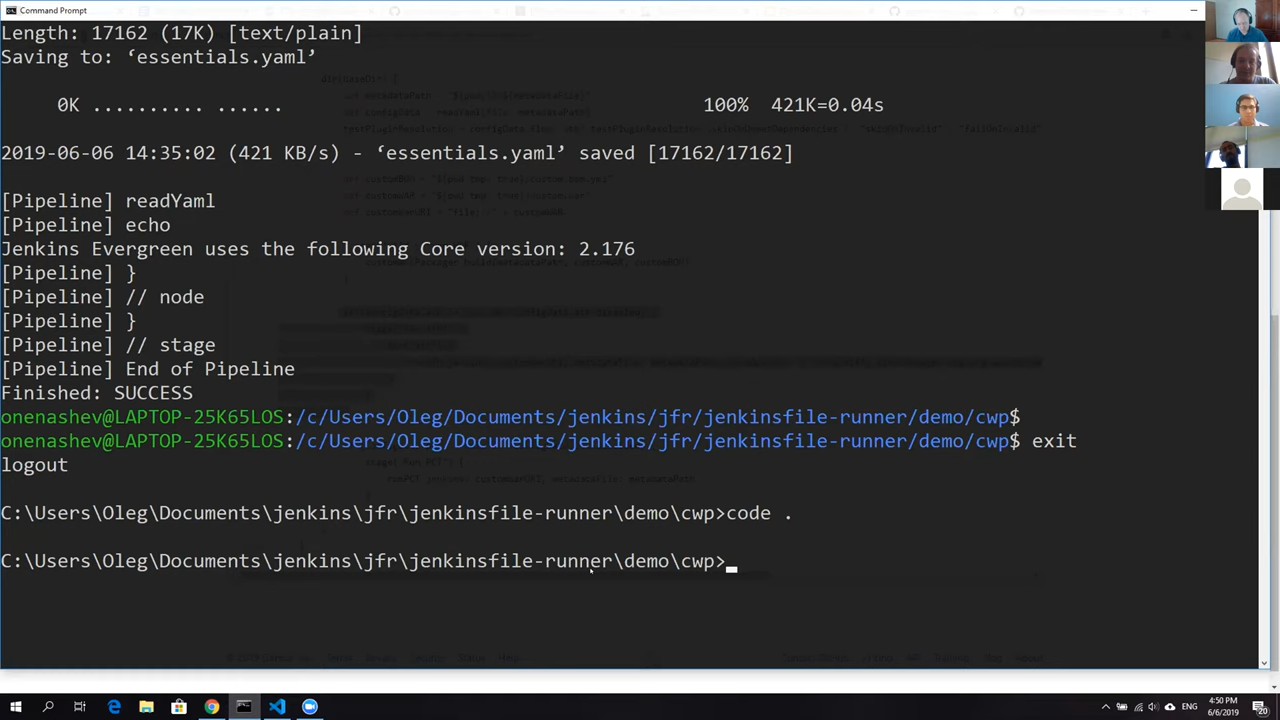 Command Prompt
Length: 17162 (17K) [text/plain]
Saving to: ‘essentials.yaml’
0K .......... ...... 100% 421K=0.04s
2019-06-06 14:35:02 (421 KB/s) - ‘essentials.yaml’ saved [17162/17162]
[Pipeline] readYaml
[Pipeline] echo
Jenkins Evergreen uses the following Core version: 2.176
[Pipeline] }
[Pipeline] // node
[Pipeline] }
[Pipeline] // stage
[Pipeline] End of Pipeline
Finished: SUCCESS
onenashev@LAPTOP-25K65LOS:/c/Users/Oleg/Documents/jenkins/jfr/jenkinsfile-runner/demo/cwp$
onenashev@LAPTOP-25K65LOS:/c/Users/Oleg/Documents/jenkins/jfr/jenkinsfile-runner/demo/cwp$ exit
logout
C:\Users\Oleg\Documents\jenkins\jfr\jenkinsfile-runner\demo\cwp>code .
C:\Users\Oleg\Documents\jenkins\jfr\jenkinsfile-runner\demo\cwp>
ENG
4:50 PM
6/6/2019
20